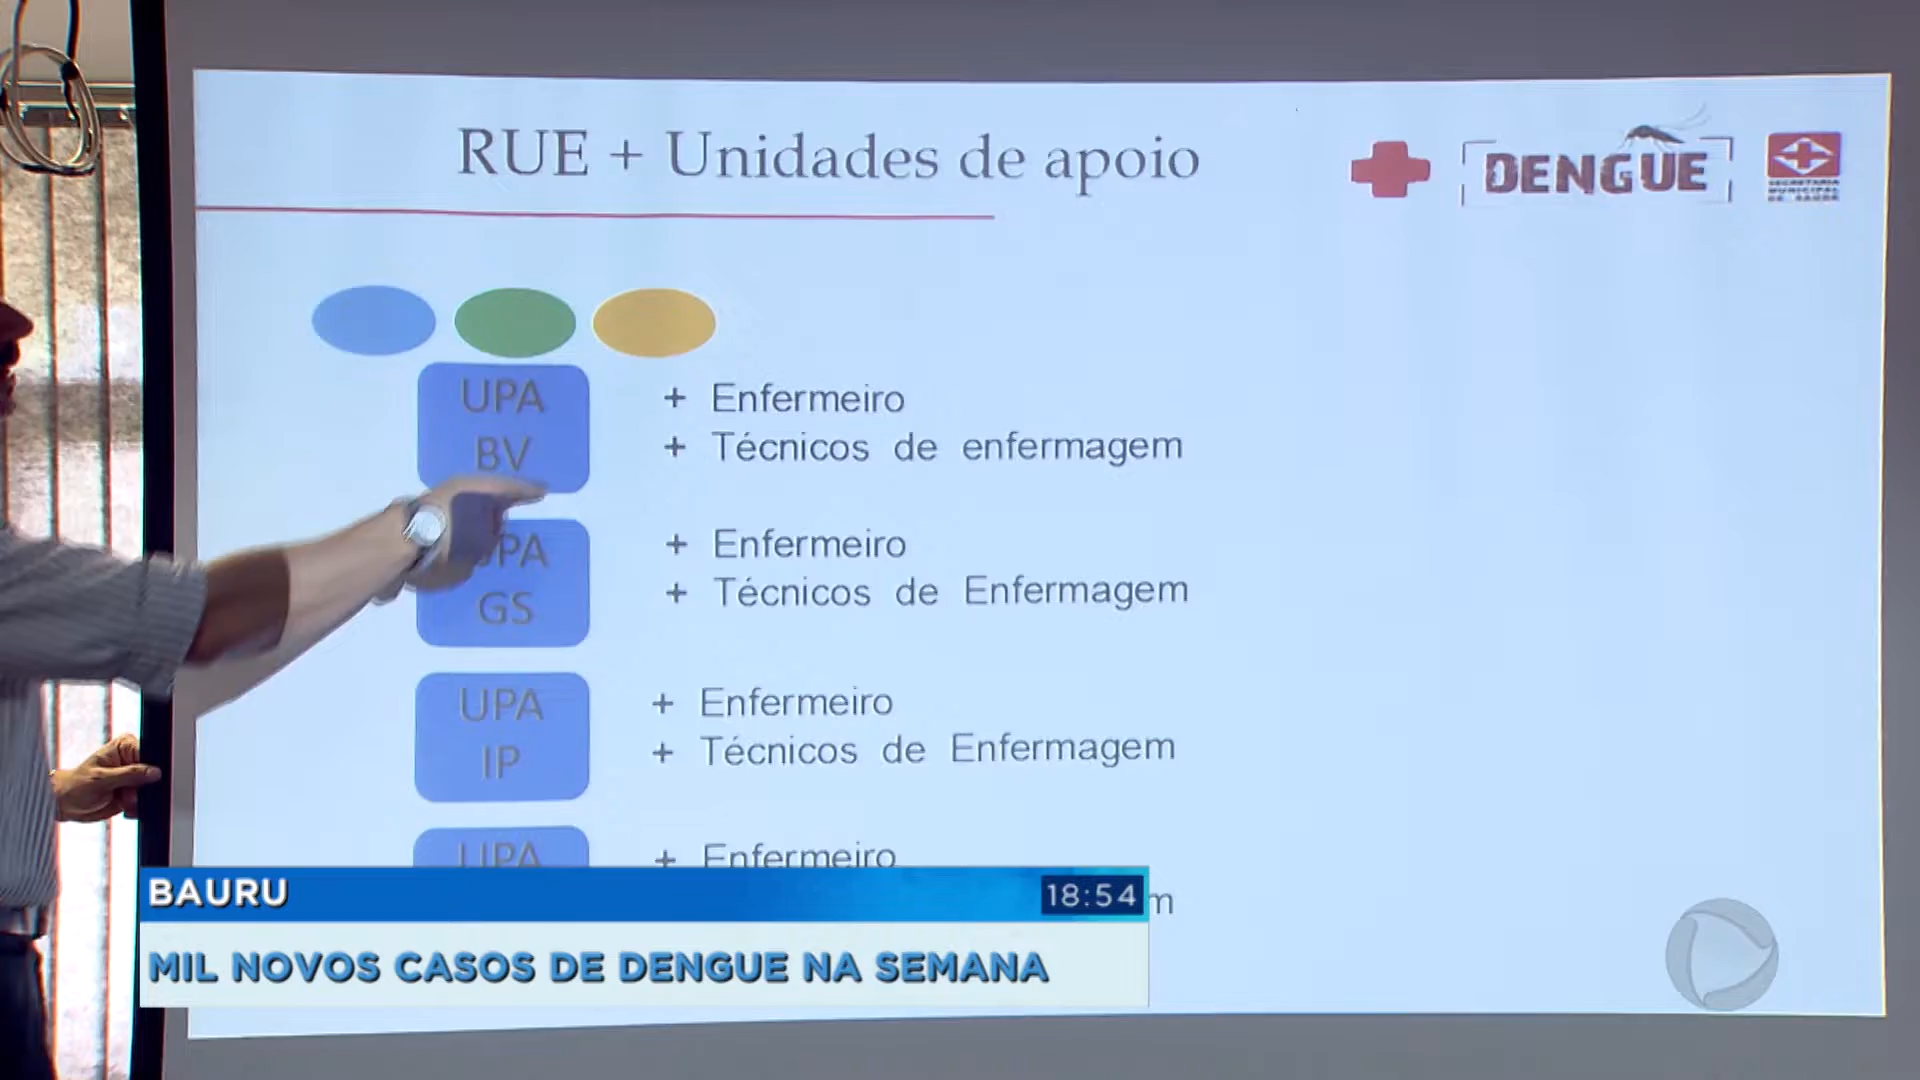 RUE + Unidades de apoio
DENGUE
SECRETARIA
MUNICIPAL
DE SAÚDE
UPA
BV
+ Enfermeiro
+ Técnicos de enfermagem
PA
GS
+ Enfermeiro
+ Técnicos de Enfermagem
UPA
IP
+ Enfermeiro
+ Técnicos de Enfermagem
UPA
+ Enfermeiro
m
BAURU
18:54
MIL NOVOS CASOS DE DENGUE NA SEMANA